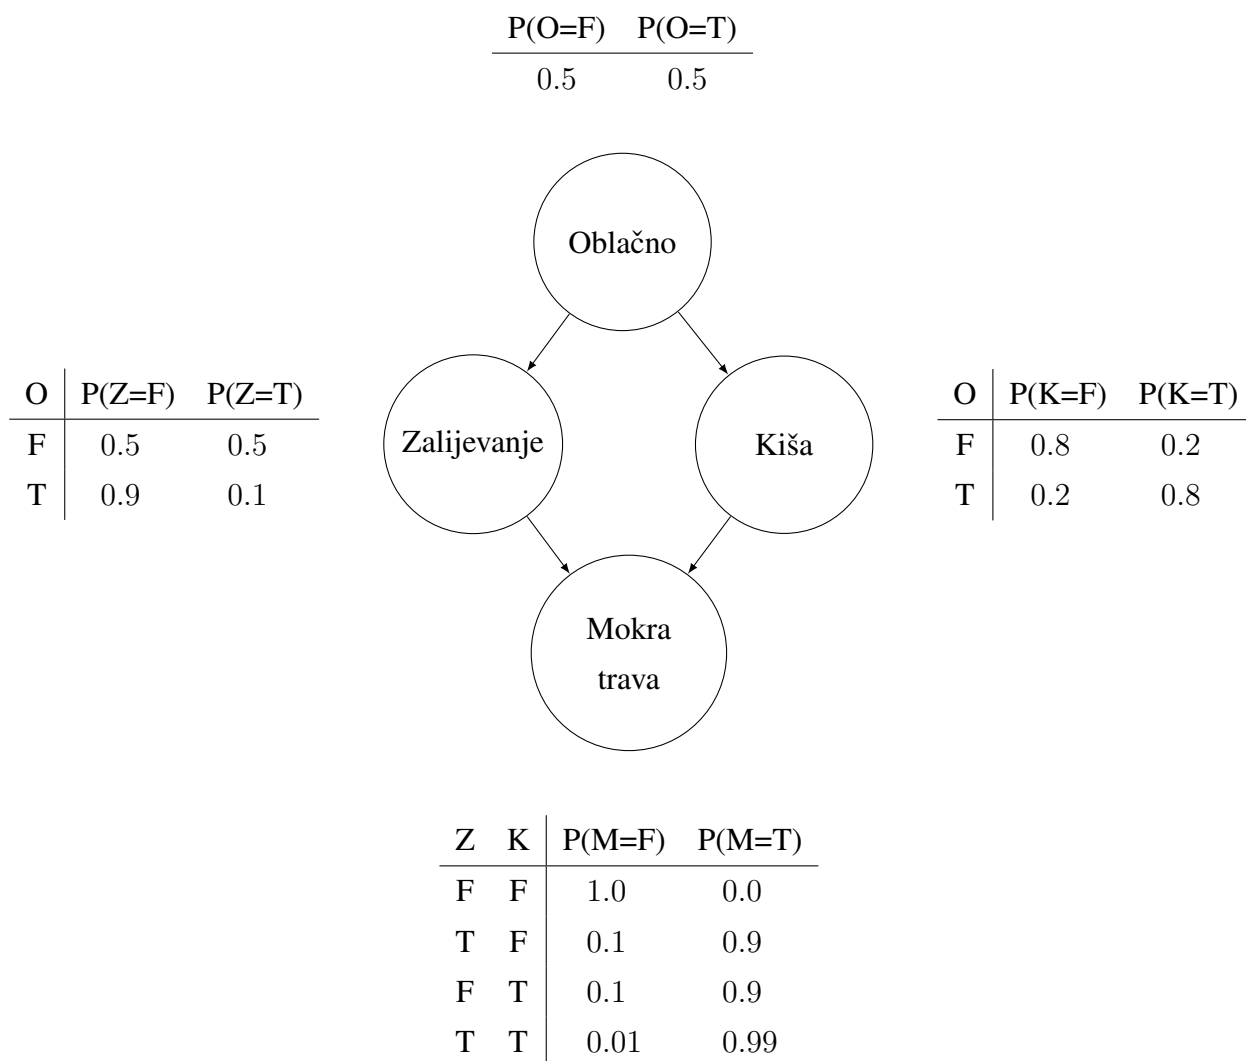 P(O=F) P(O=T)
0.5 0.5
Oblačno
O P(Z=F) P(Z=T)
F 0.5 0.5
T 0.9 0.1
Zalijevanje
Kiša
O P(K=F) P(K=T)
F 0.8 0.2
T 0.2 0.8
Mokra
trava
Z K P(M=F) P(M=T)
F F 1.0 0.0
T F 0.1 0.9
F T 0.1 0.9
T T 0.01 0.99